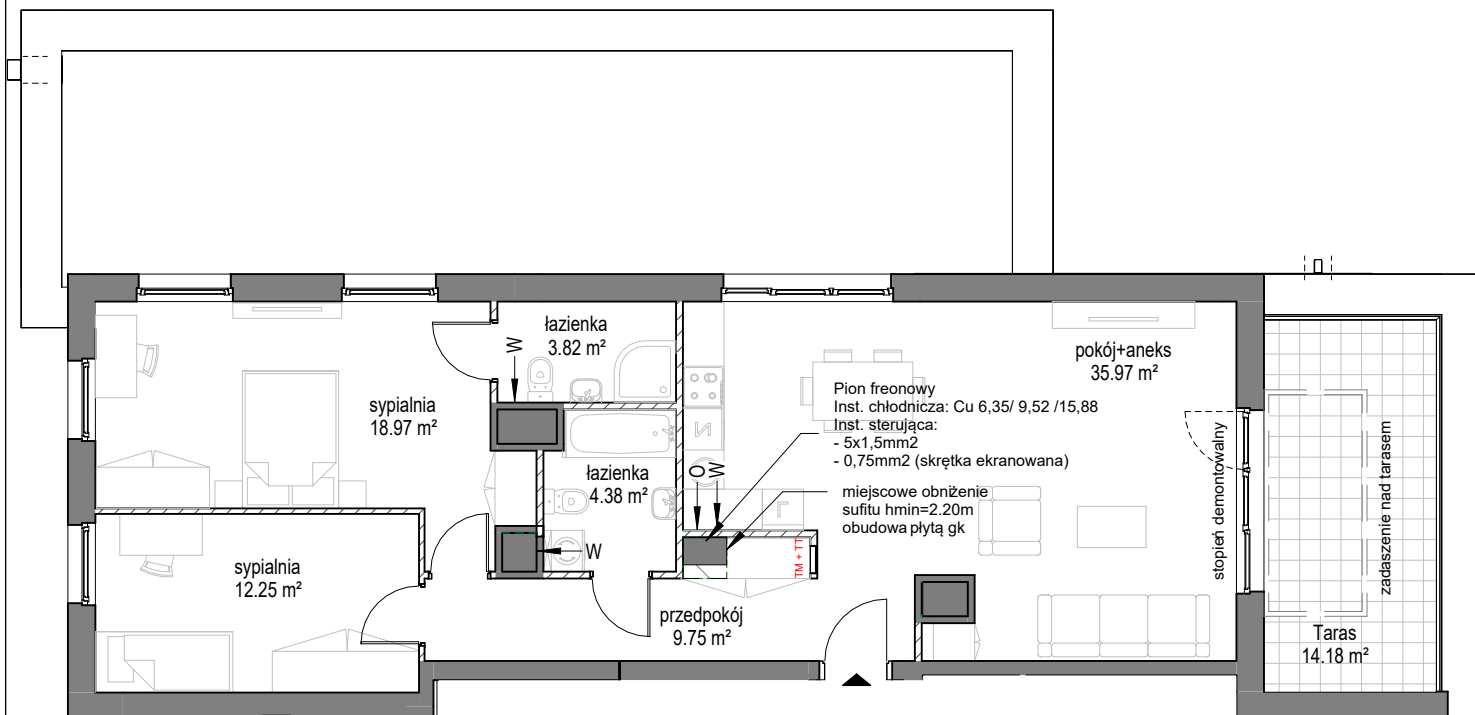 łazienka
3.82 m²
W
pokój+aneks
35.97 m²
sypialnia
18.97 m²
Pion freonowy
Inst. chłodnicza: Cu 6,35/ 9,52 /15,88
Inst. sterująca:
- 5x1,5mm2
- 0,75mm2 (skrętka ekranowana)
N
łazienka
4.38 m²
O
W
miejscowe obniżenie
sufitu hmin=2.20m
obudowa płytą gk
L
stopień demontowalny
zadaszenie nad tarasem
W
TM + TT
sypialnia
12.25 m²
przedpokój
9.75 m²
Taras
14.18 m²